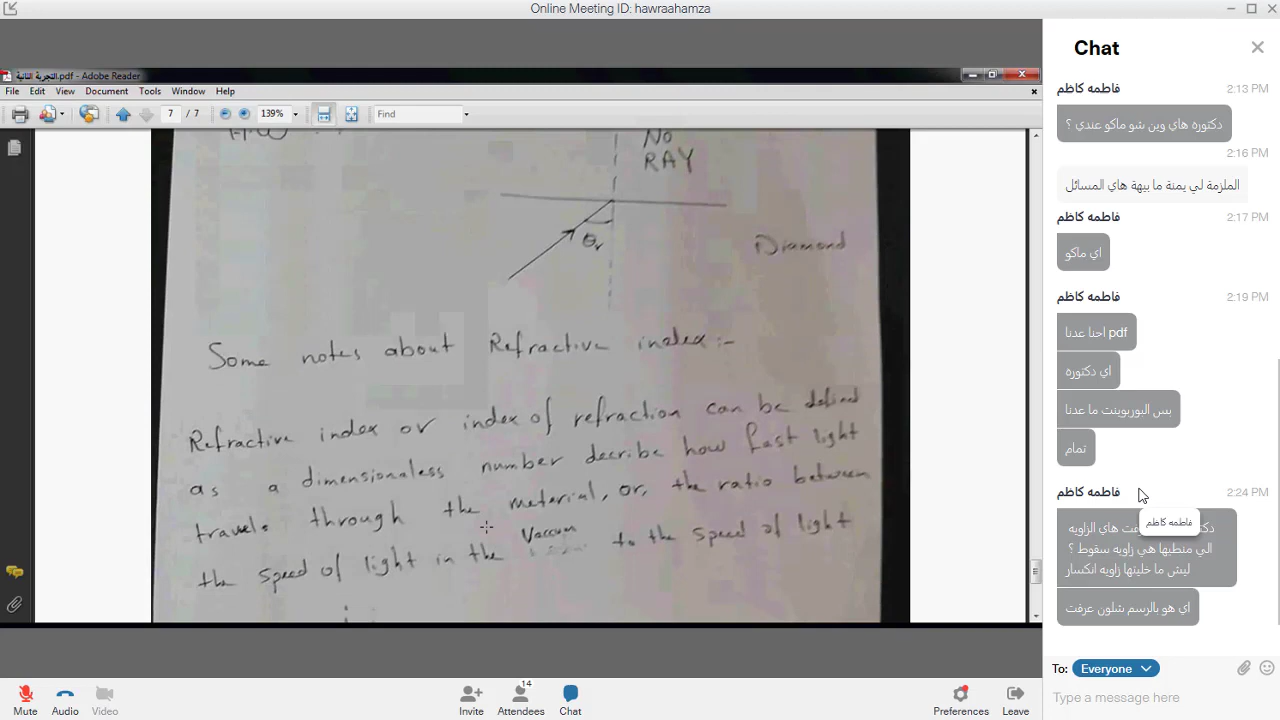 Online Meeting ID: hawraahamza
التجربة الثانية.pdf - Adobe Reader
File Edit View Document Tools Window Help
7 / 7 139% Find
No
RAY
θr
Diamond
Some notes about Refractive index:-
Refractive index or index of refraction can be defined
as a dimensionless number decribe how fast light
travels through the material, or, the ratio between
the speed of light in the Vaccum to the speed of light
Chat
فاطمه كاظم 2:13 PM
دكتورة هاي وين شو ماكو عندي ؟
2:16 PM
الملزمة لي يمنة ما بيهة هاي المسائل
فاطمه كاظم 2:17 PM
اي ماكو
فاطمه كاظم 2:19 PM
احنا عدنا pdf
اي دكتوره
بس البوربوينت ما عدنا
تمام
فاطمه كاظم 2:24 PM
فاطمه كاظم
فت هاي الزاويه
الي منطيها هي زاويه سقوط ؟
ليش ما خليتها زاويه انكسار
اي هو بالرسم شلون عرفت
To: Everyone
Type a message here
Mute Audio Video Invite 14 Attendees Chat Preferences Leave